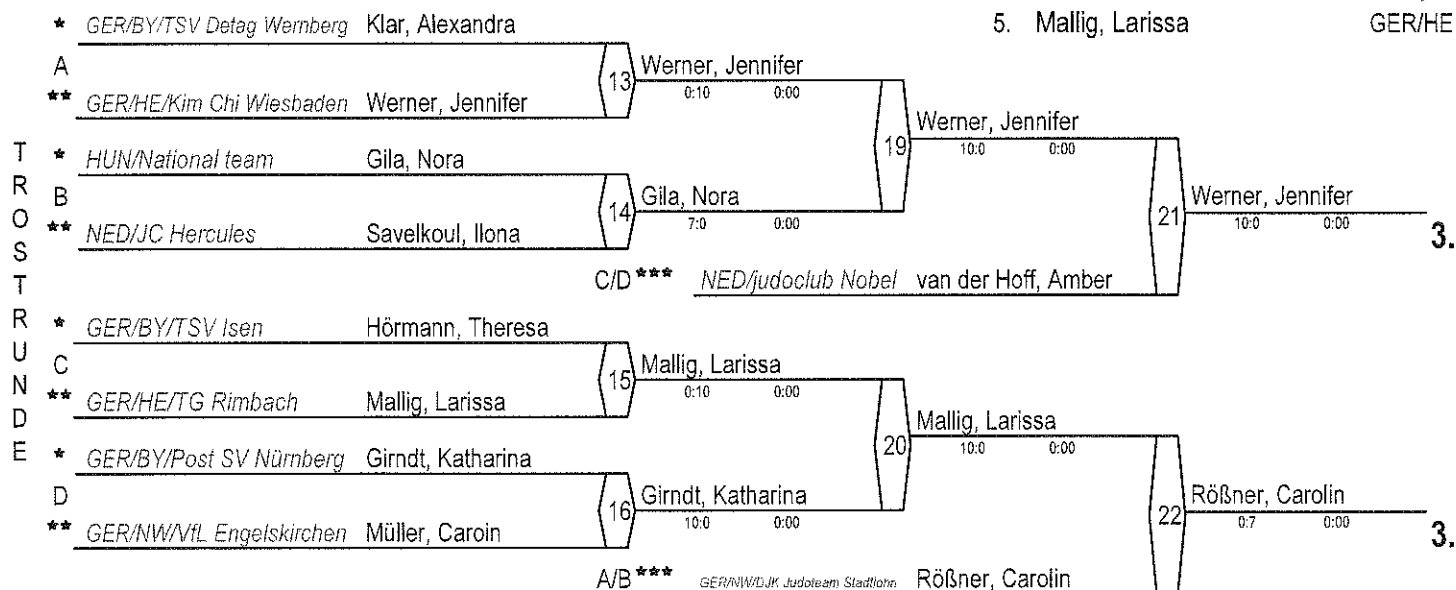 * GER/BY/TSV Detag Wernberg Klar, Alexandra
5. Mallig, Larissa GER/HE
A
13 Werner, Jennifer
0:10 0:00
** GER/HE/Kim Chi Wiesbaden Werner, Jennifer
19 Werner, Jennifer
10:0 0:00
TROSTRUNDE
* HUN/National team Gila, Nora
B
14 Gila, Nora
7:0 0:00
** NED/JC Hercules Savelkoul, Ilona
21 Werner, Jennifer
10:0 0:00
3.
C/D *** NED/judoclub Nobel van der Hoff, Amber
* GER/BY/TSV Isen Hörmann, Theresa
C
15 Mallig, Larissa
0:10 0:00
** GER/HE/TG Rimbach Mallig, Larissa
20 Mallig, Larissa
10:0 0:00
* GER/BY/Post SV Nürnberg Girndt, Katharina
D
16 Girndt, Katharina
10:0 0:00
** GER/NW/VfL Engelskirchen Müller, Caroin
22 Rößner, Carolin
0:7 0:00
3.
A/B *** GER/NW/DJK Judoteam Stadtlohn Rößner, Carolin